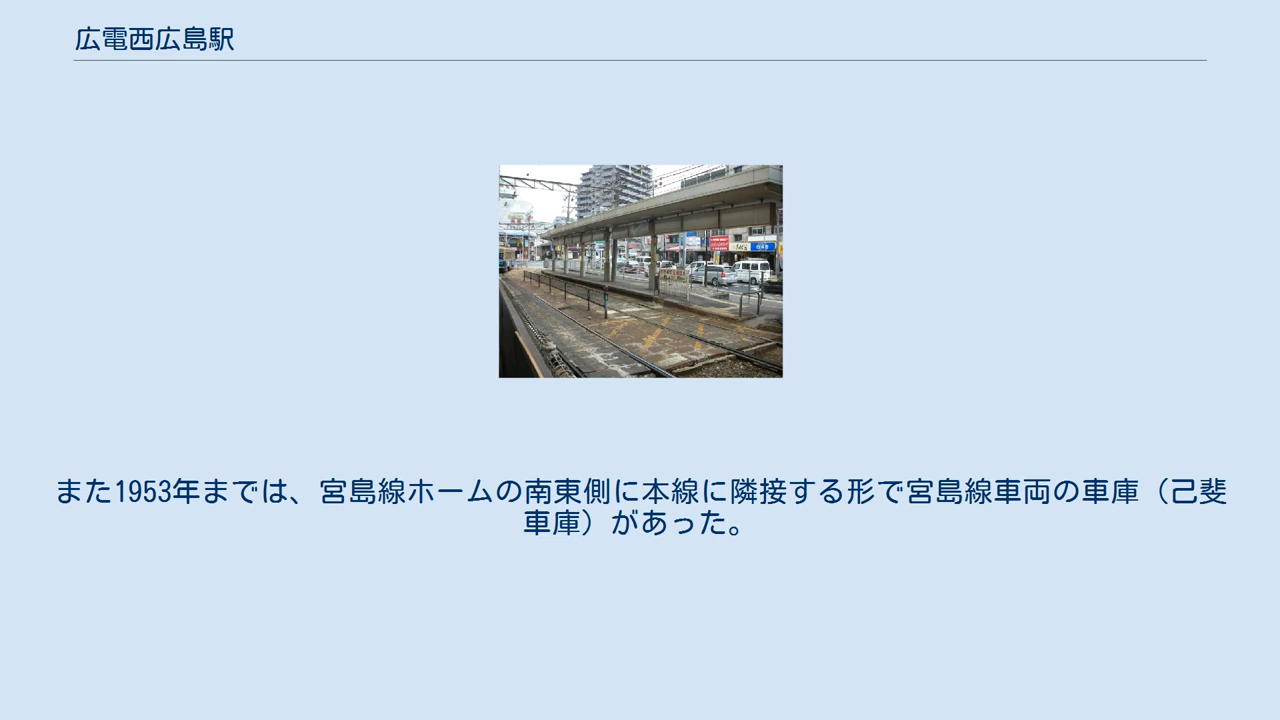 広電西広島駅
また1953年までは、宮島線ホームの南東側に本線に隣接する形で宮島線車両の車庫（己斐
車庫）があった。